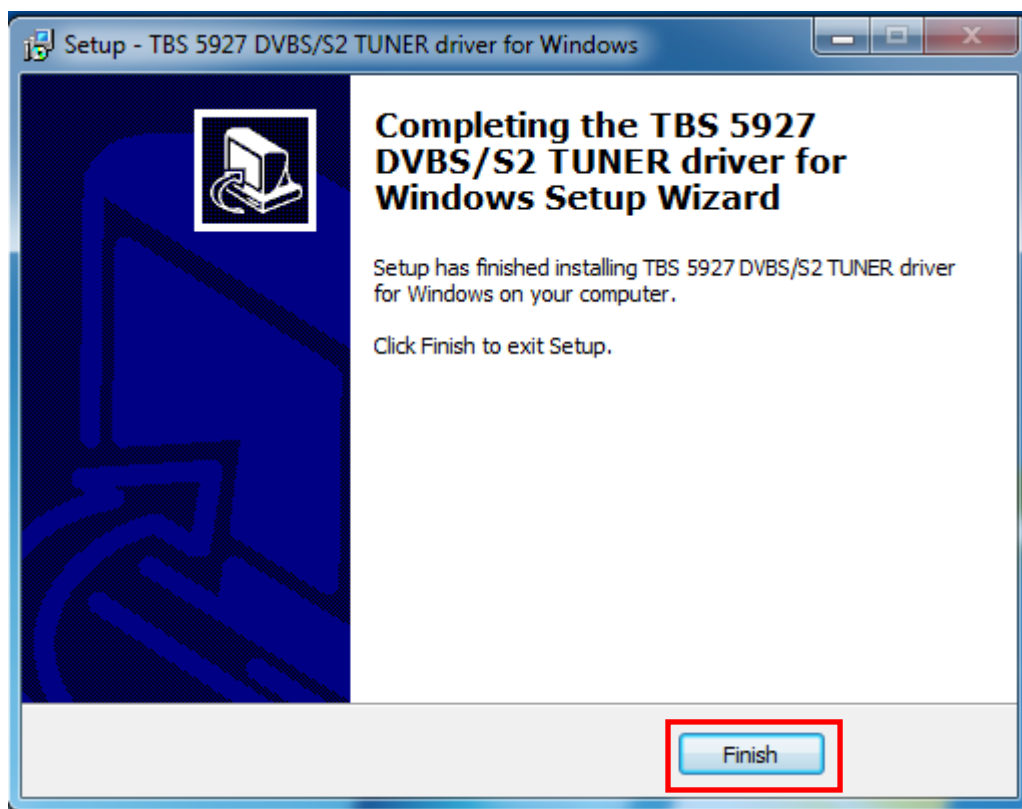 Setup - TBS 5927 DVBS/S2 TUNER driver for Windows
Completing the TBS 5927
DVBS/S2 TUNER driver for
Windows Setup Wizard
Setup has finished installing TBS 5927 DVBS/S2 TUNER driver
for Windows on your computer.
Click Finish to exit Setup.
Finish